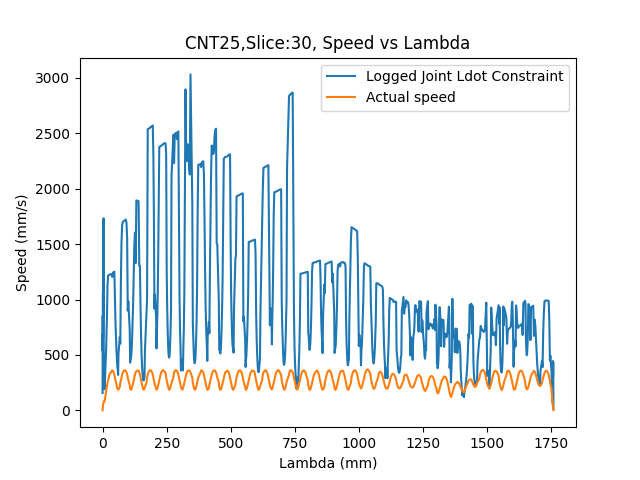 CNT25,Slice:30, Speed vs Lambda
Logged Joint Ldot Constraint
Actual speed
3000
2500
2000
1500
1000
500
0
Speed (mm/s)
0 250 500 750 1000 1250 1500 1750
Lambda (mm)